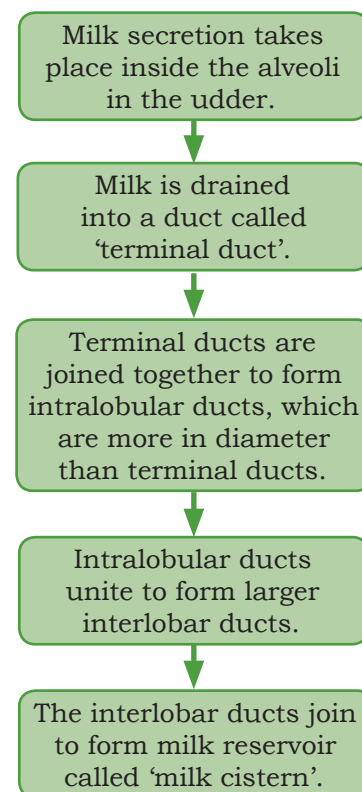 Milk secretion takes
place inside the alveoli
in the udder.
Milk is drained
into a duct called
‘terminal duct’.
Terminal ducts are
joined together to form
intralobular ducts, which
are more in diameter
than terminal ducts.
Intralobular ducts
unite to form larger
interlobar ducts.
The interlobar ducts join
to form milk reservoir
called ‘milk cistern’.